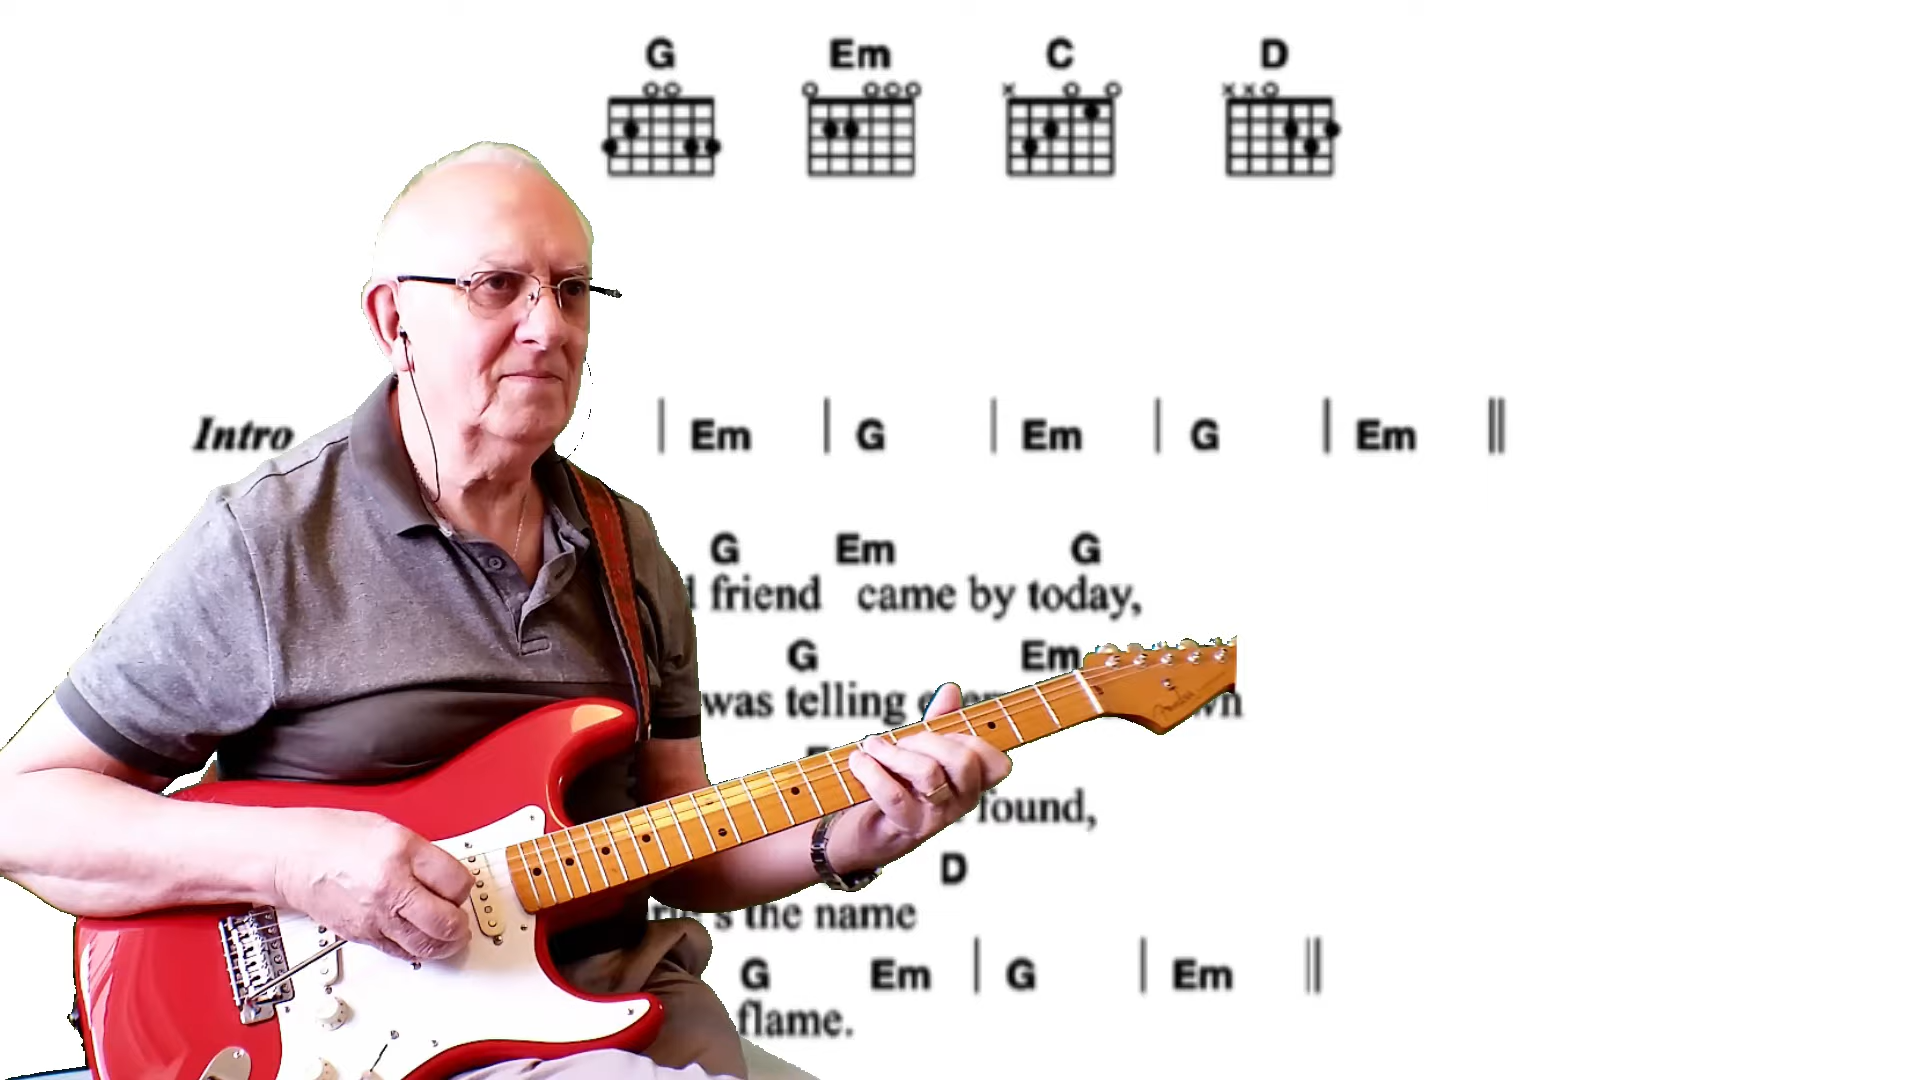 G Em C D
Intro | Em | G | Em | G | Em ||
G Em G
friend came by today,
G Em
was telling
found,
D
's the name
G Em | G | Em ||
flame.
Fender